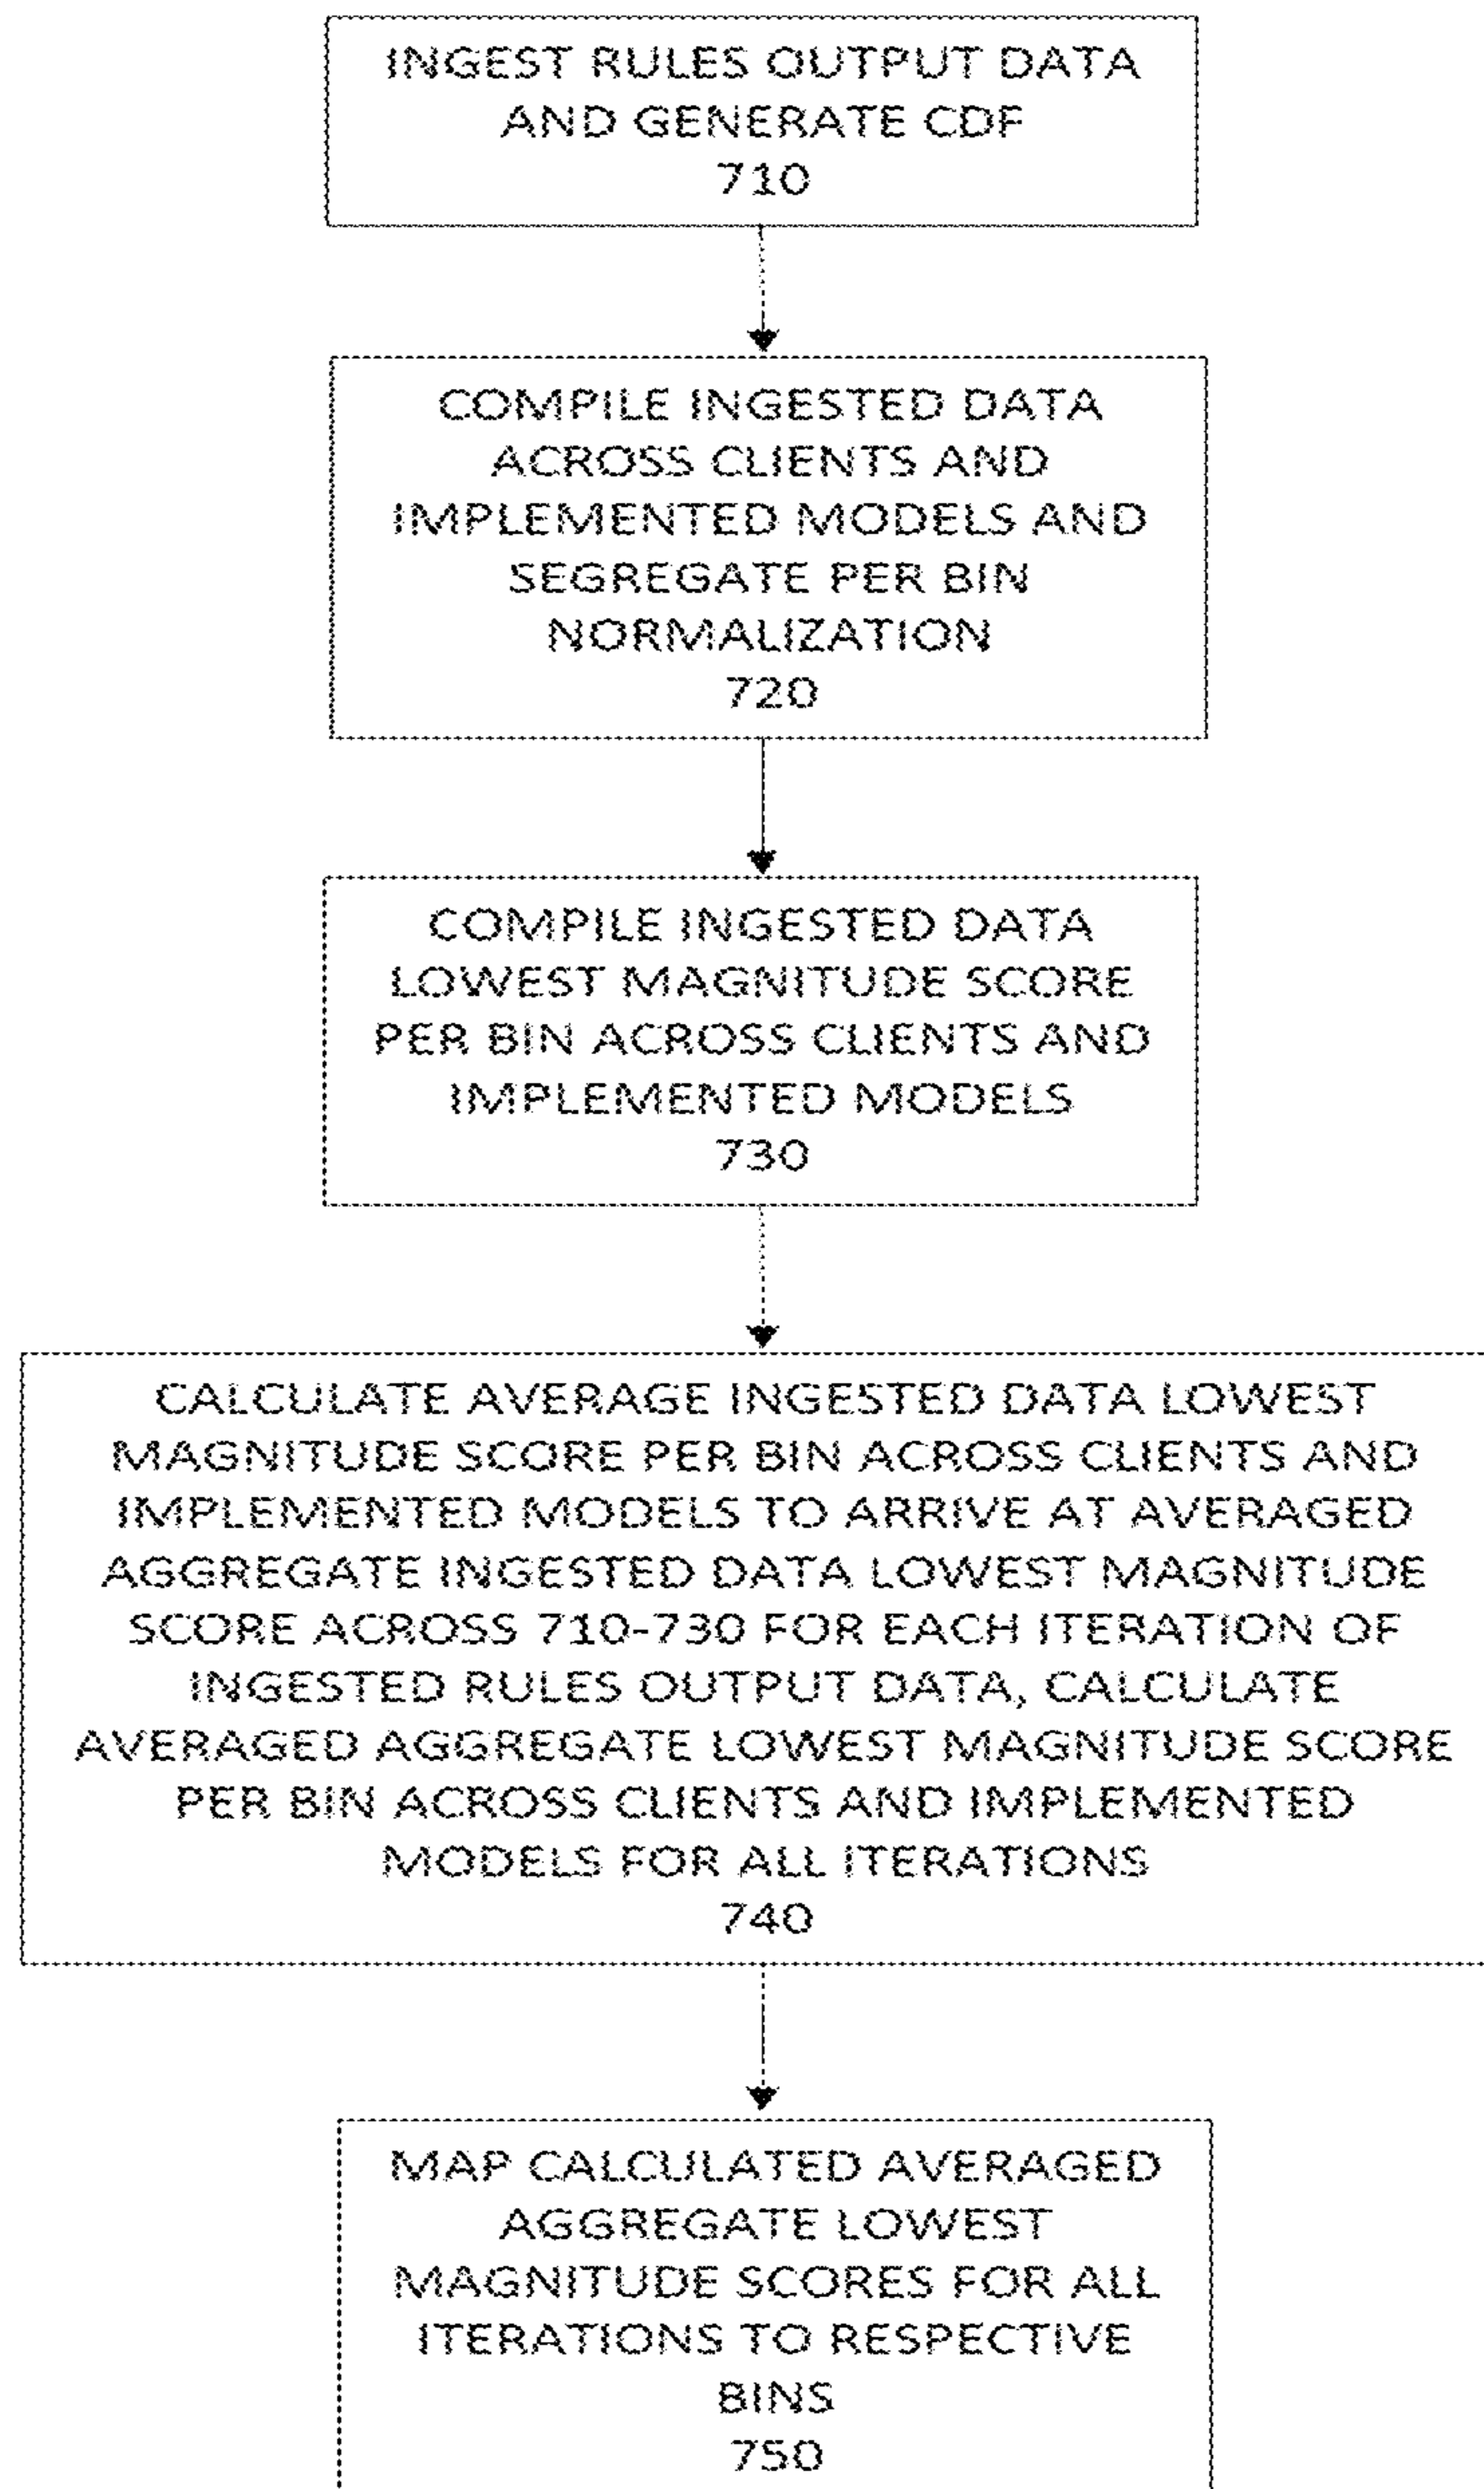 INGEST RULES OUTPUT DATA
AND GENERATE CDF
710
COMPILE INGESTED DATA
ACROSS CLIENTS AND
IMPLEMENTED MODELS AND
SEGREGATE PER BIN
NORMALIZATION
720
COMPILE INGESTED DATA
LOWEST MAGNITUDE SCORE
PER BIN ACROSS CLIENTS AND
IMPLEMENTED MODELS
730
CALCULATE AVERAGE INGESTED DATA LOWEST
MAGNITUDE SCORE PER BIN ACROSS CLIENTS AND
IMPLEMENTED MODELS TO ARRIVE AT AVERAGED
AGGREGATE INGESTED DATA LOWEST MAGNITUDE
SCORE ACROSS 710-730 FOR EACH ITERATION OF
INGESTED RULES OUTPUT DATA, CALCULATE
AVERAGED AGGREGATE LOWEST MAGNITUDE SCORE
PER BIN ACROSS CLIENTS AND IMPLEMENTED
MODELS FOR ALL ITERATIONS
740
MAP CALCULATED AVERAGED
AGGREGATE LOWEST
MAGNITUDE SCORES FOR ALL
ITERATIONS TO RESPECTIVE
BINS
750